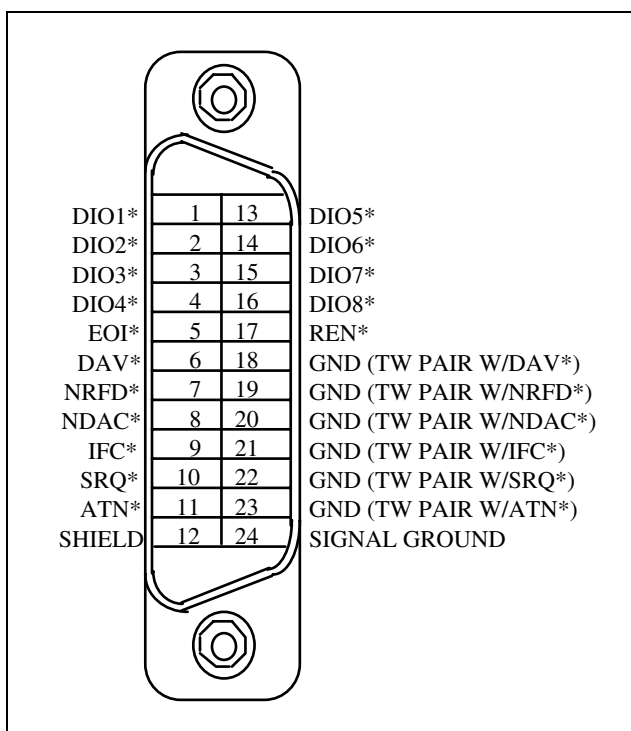 DIO1* 1 13 DIO5*
DIO2* 2 14 DIO6*
DIO3* 3 15 DIO7*
DIO4* 4 16 DIO8*
EOI* 5 17 REN*
DAV* 6 18 GND (TW PAIR W/DAV*)
NRFD* 7 19 GND (TW PAIR W/NRFD*)
NDAC* 8 20 GND (TW PAIR W/NDAC*)
IFC* 9 21 GND (TW PAIR W/IFC*)
SRQ* 10 22 GND (TW PAIR W/SRQ*)
ATN* 11 23 GND (TW PAIR W/ATN*)
SHIELD 12 24 SIGNAL GROUND